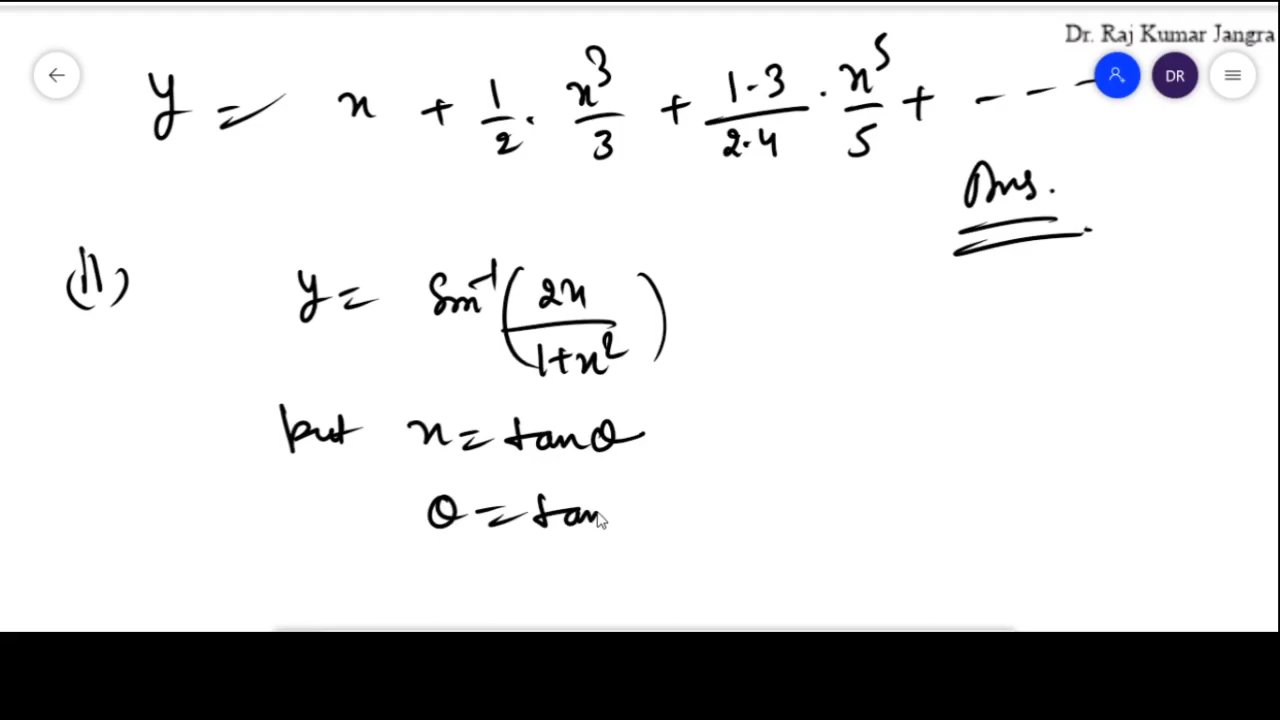 Dr. Raj Kumar Jangra
DR
y = x + 1/2 · x³/3 + 1·3/2·4 · x⁵/5 + - - -
Ans.
(11) y = Sin⁻¹(2x/1+x²)
put x = tanθ
θ = tan